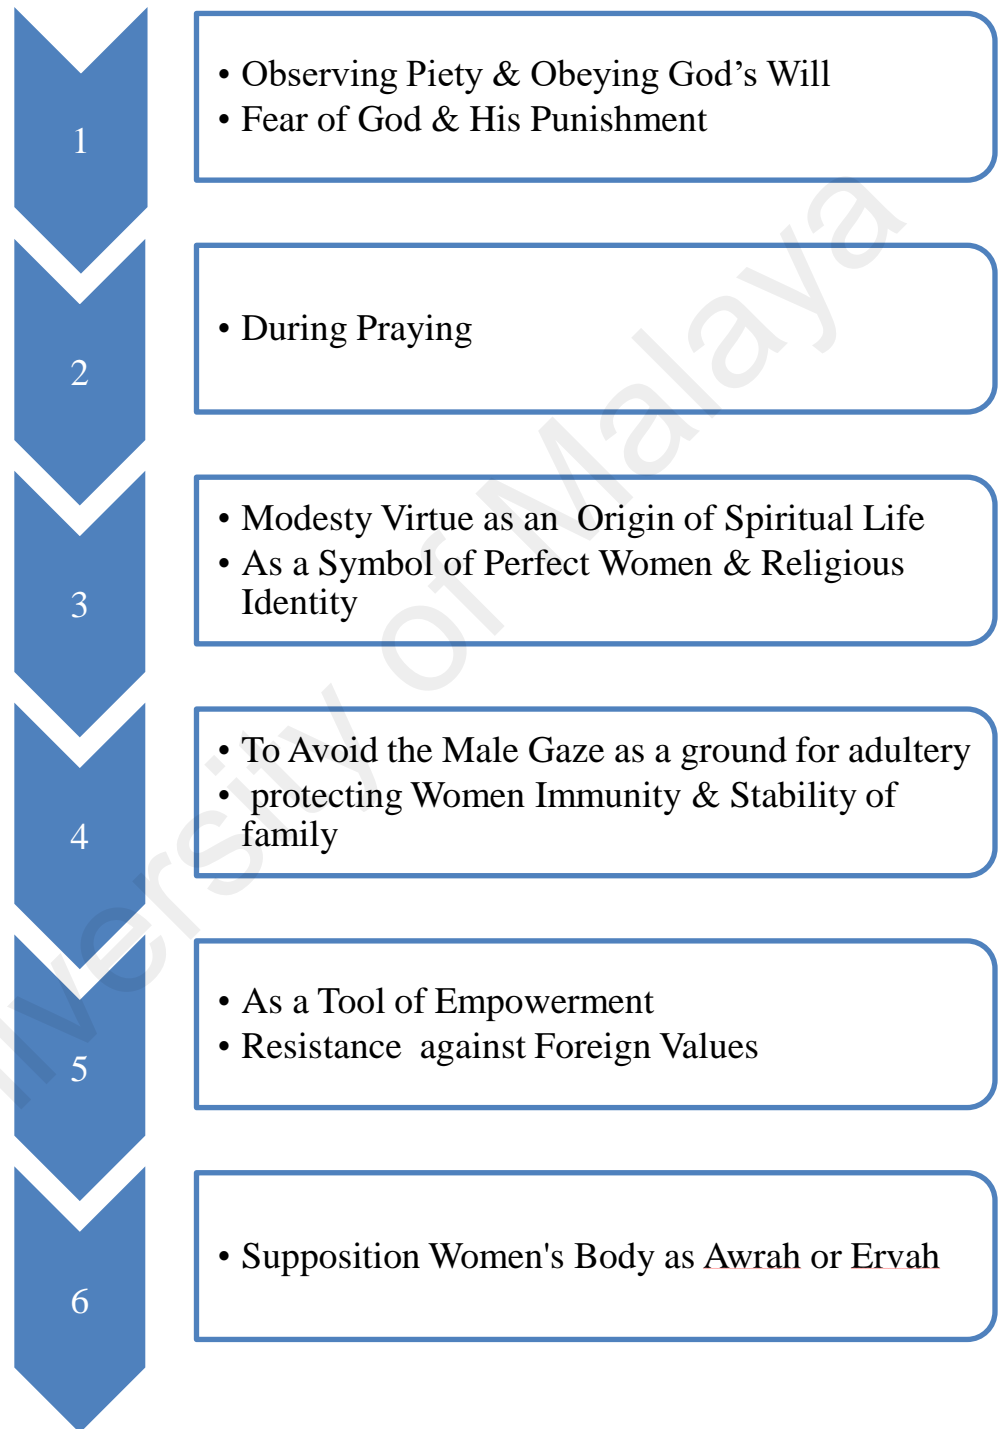 1
• Observing Piety & Obeying God’s Will
• Fear of God & His Punishment
2
• During Praying
3
• Modesty Virtue as an  Origin of Spiritual Life
• As a Symbol of Perfect Women & Religious
Identity
4
• To Avoid the Male Gaze as a ground for adultery
•  protecting Women Immunity & Stability of
family
5
• As a Tool of Empowerment
• Resistance  against Foreign Values
6
• Supposition Women's Body as Awrah or Ervah
iversity of Malaya